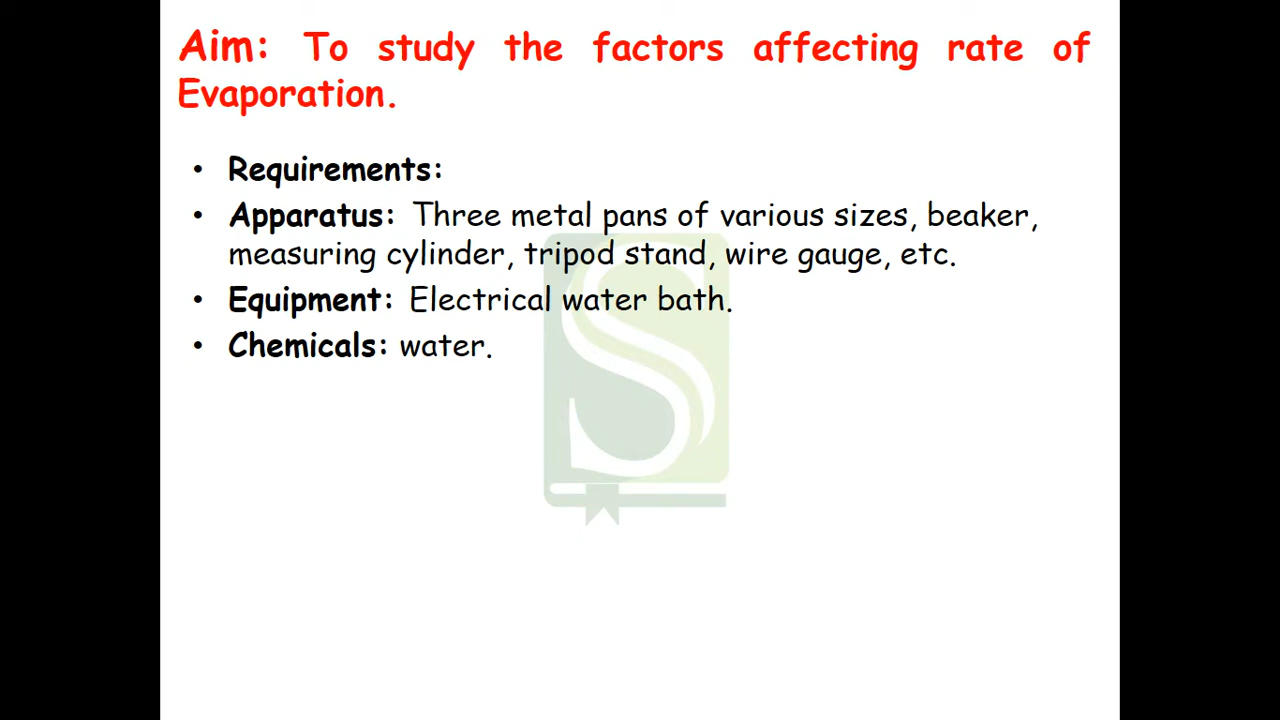 Aim: To study the factors affecting rate of
Evaporation.
• Requirements:
• Apparatus: Three metal pans of various sizes, beaker,
measuring cylinder, tripod stand, wire gauge, etc.
• Equipment: Electrical water bath.
• Chemicals: water.
S